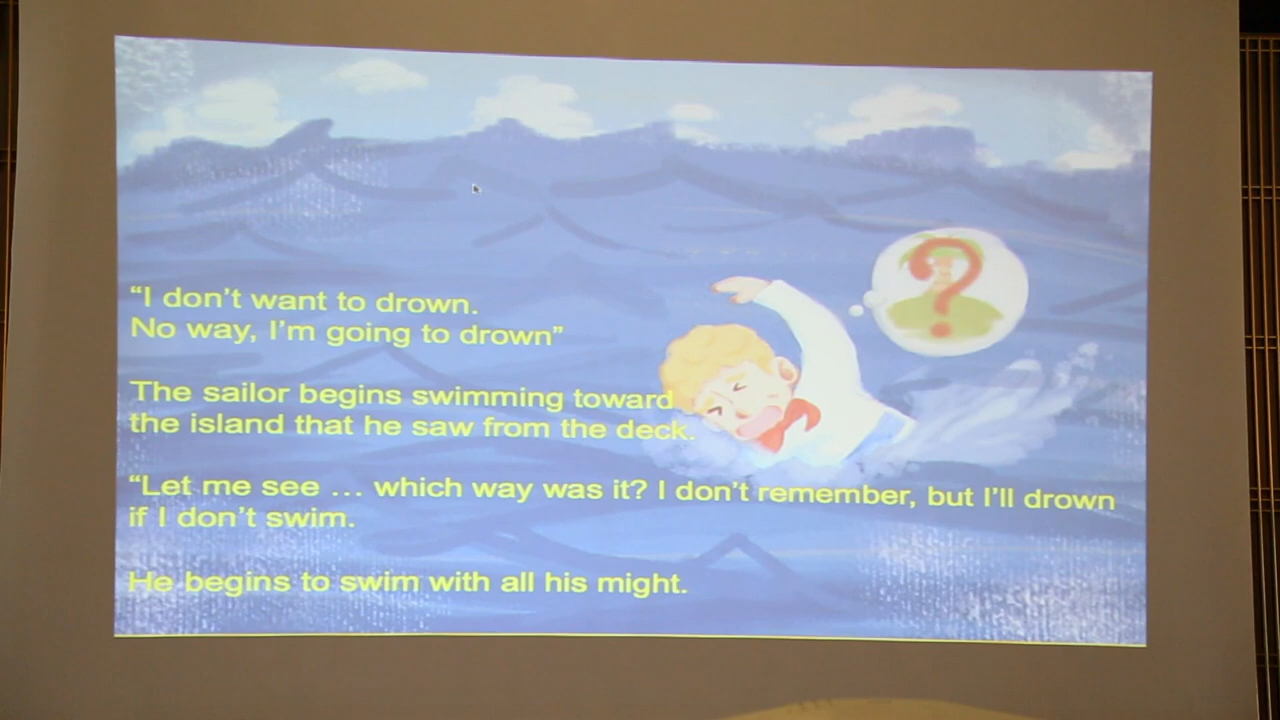 “I don’t want to drown.
No way, I’m going to drown”
The sailor begins swimming toward
the island that he saw from the deck.
“Let me see … which way was it? I don’t remember, but I’ll drown
if I don’t swim.
He begins to swim with all his might.
?